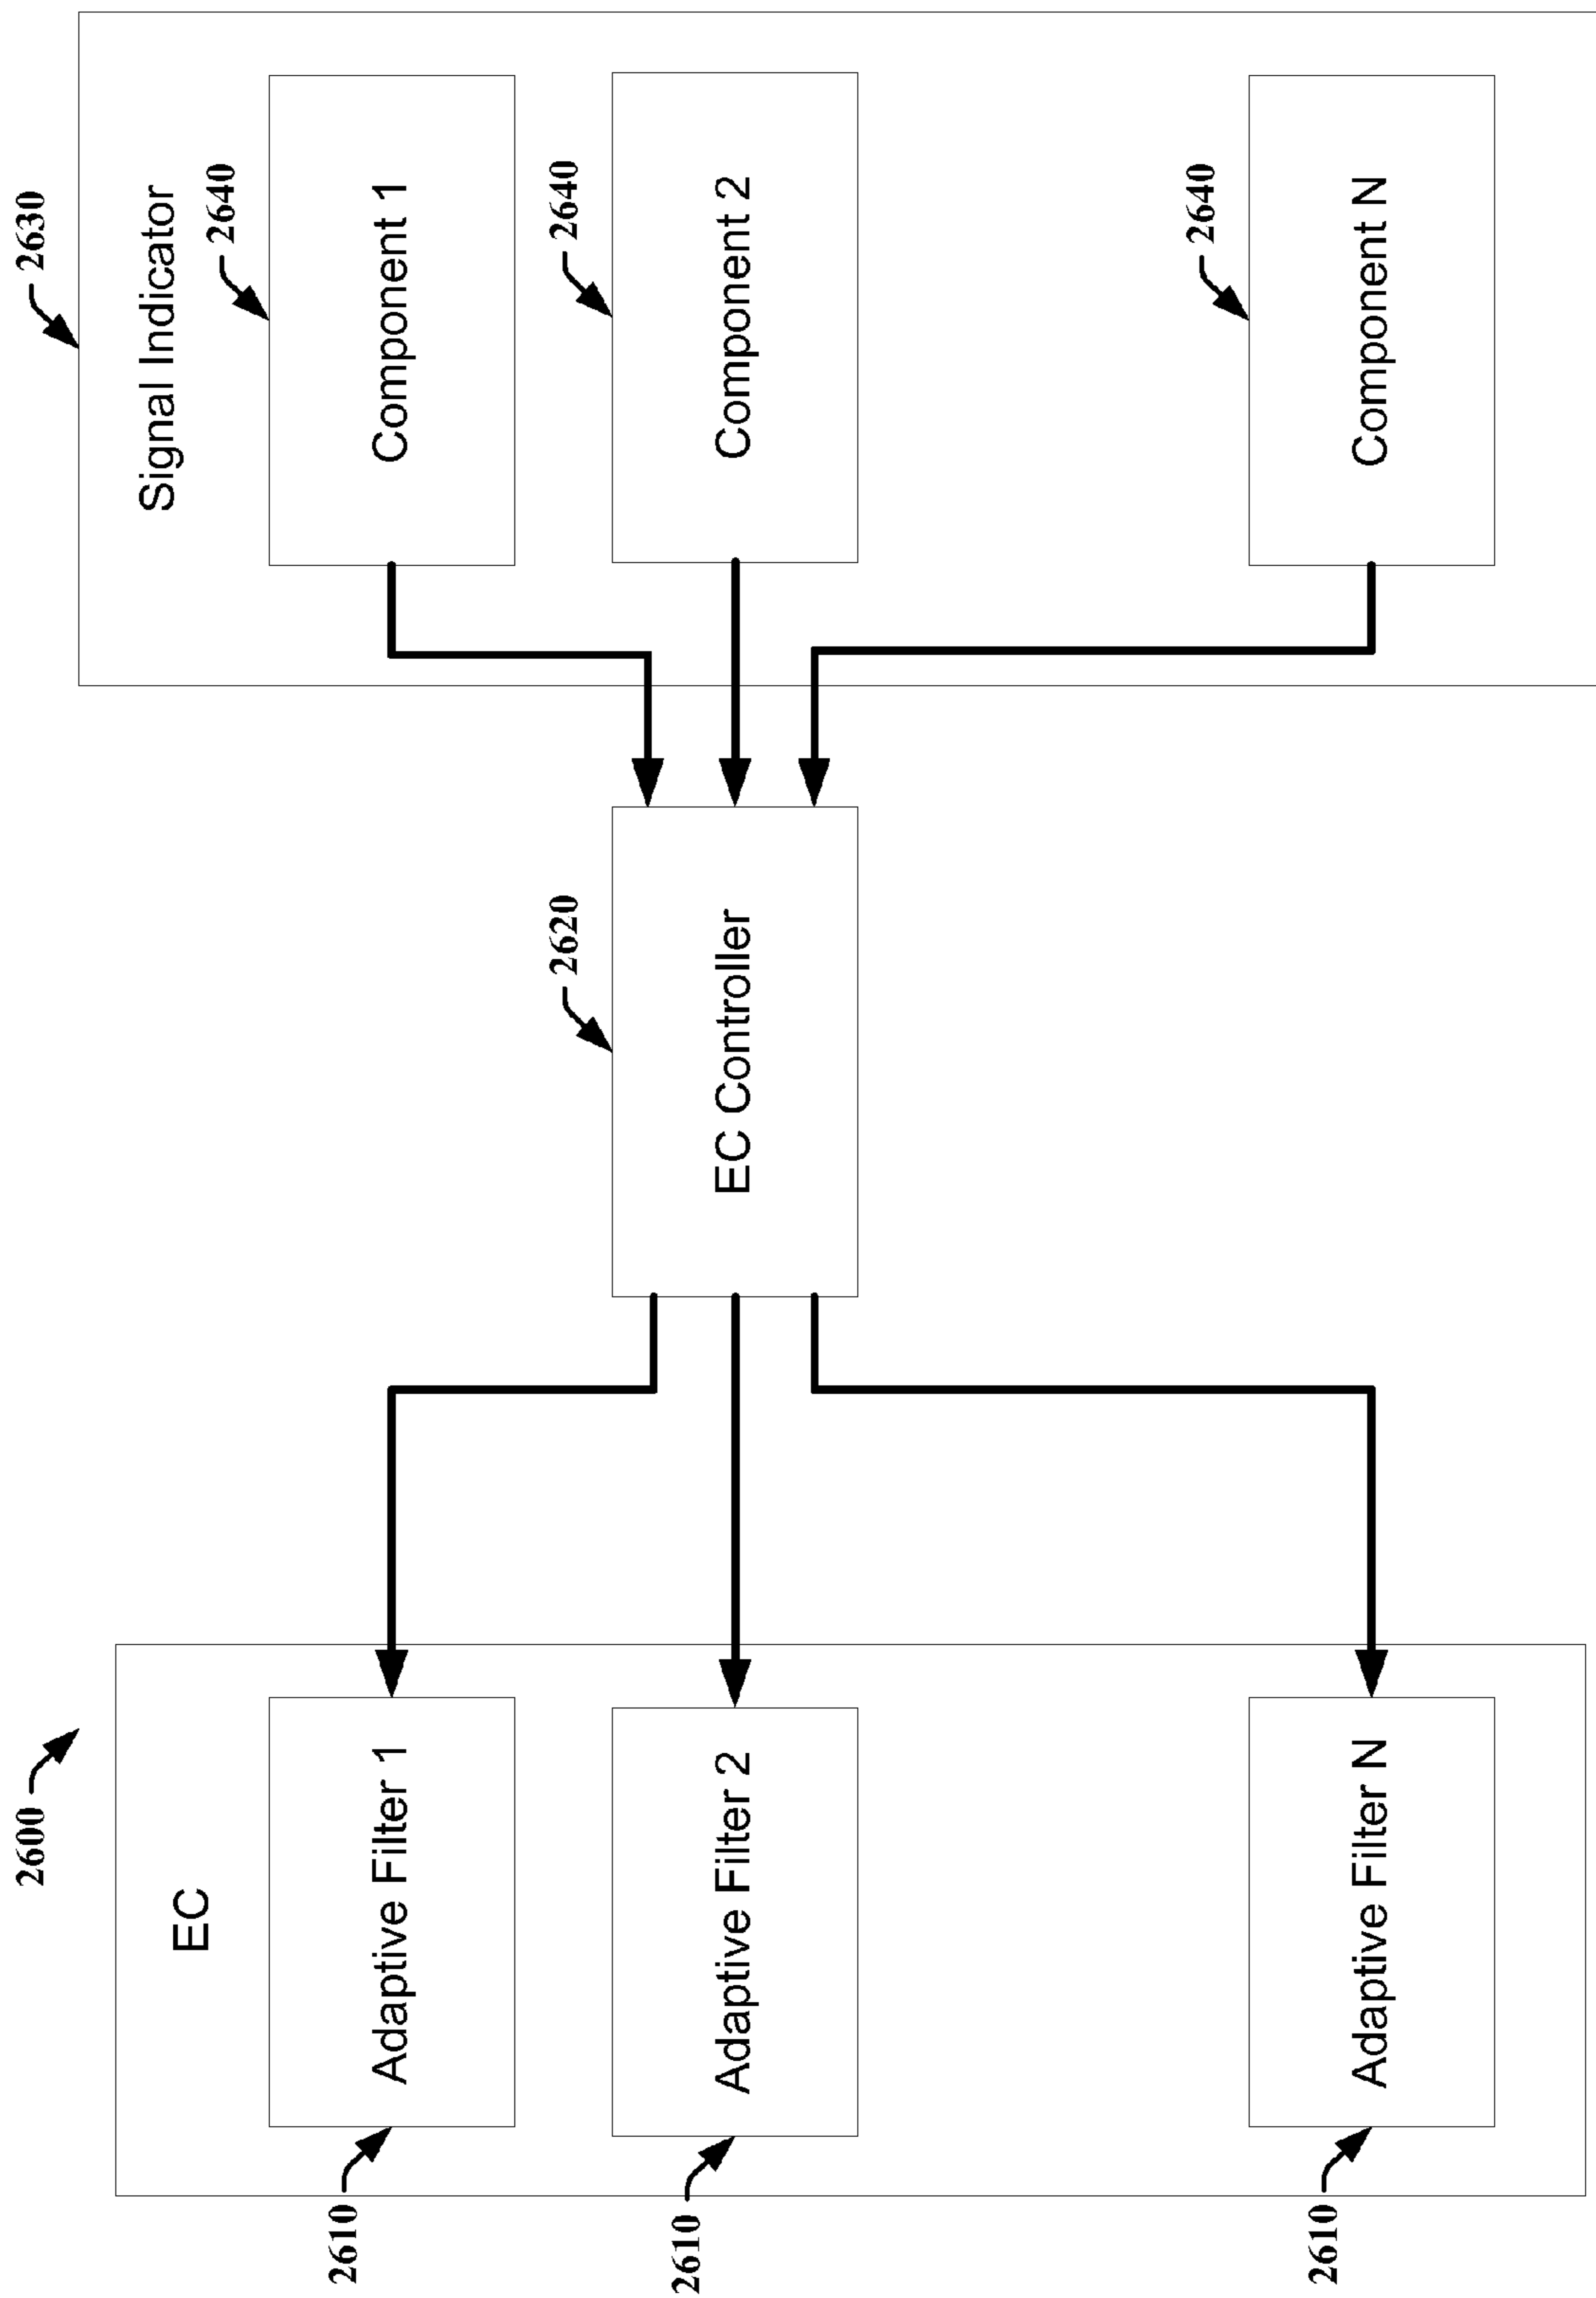 2600
EC
2610
Adaptive Filter 1
2610
Adaptive Filter 2
2610
Adaptive Filter N
2620
EC Controller
2630
Signal Indicator
2640
Component 1
2640
Component 2
2640
Component N